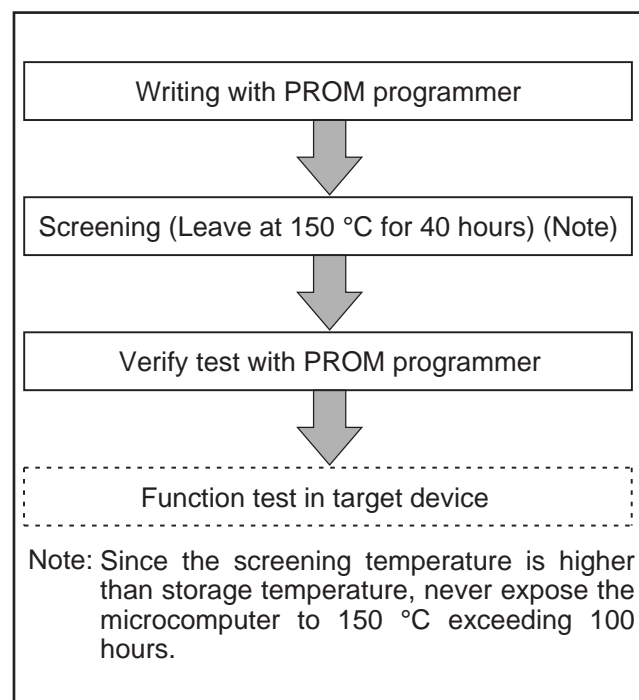 Writing with PROM programmer
Screening (Leave at 150 °C for 40 hours) (Note)
Verify test with PROM programmer
Function test in target device
Note: Since the screening temperature is higher
than storage temperature, never expose the
microcomputer to 150 °C exceeding 100
hours.